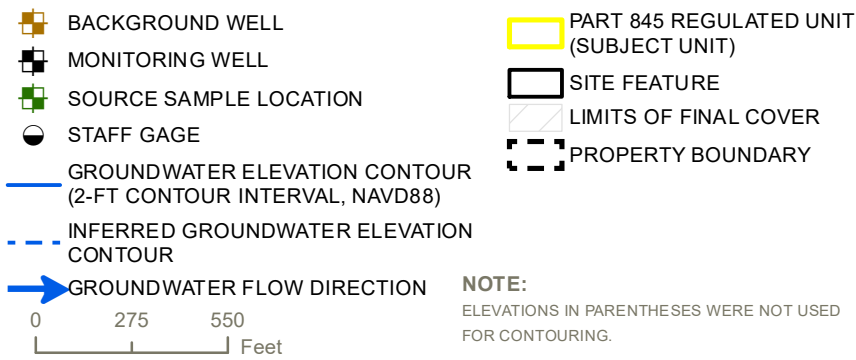 BACKGROUND WELL
MONITORING WELL
SOURCE SAMPLE LOCATION
STAFF GAGE
GROUNDWATER ELEVATION CONTOUR
(2-FT CONTOUR INTERVAL, NAVD88)
INFERRED GROUNDWATER ELEVATION
CONTOUR
GROUNDWATER FLOW DIRECTION
0 275 550
Feet
PART 845 REGULATED UNIT
(SUBJECT UNIT)
SITE FEATURE
LIMITS OF FINAL COVER
PROPERTY BOUNDARY
NOTE:
ELEVATIONS IN PARENTHESES WERE NOT USED
FOR CONTOURING.